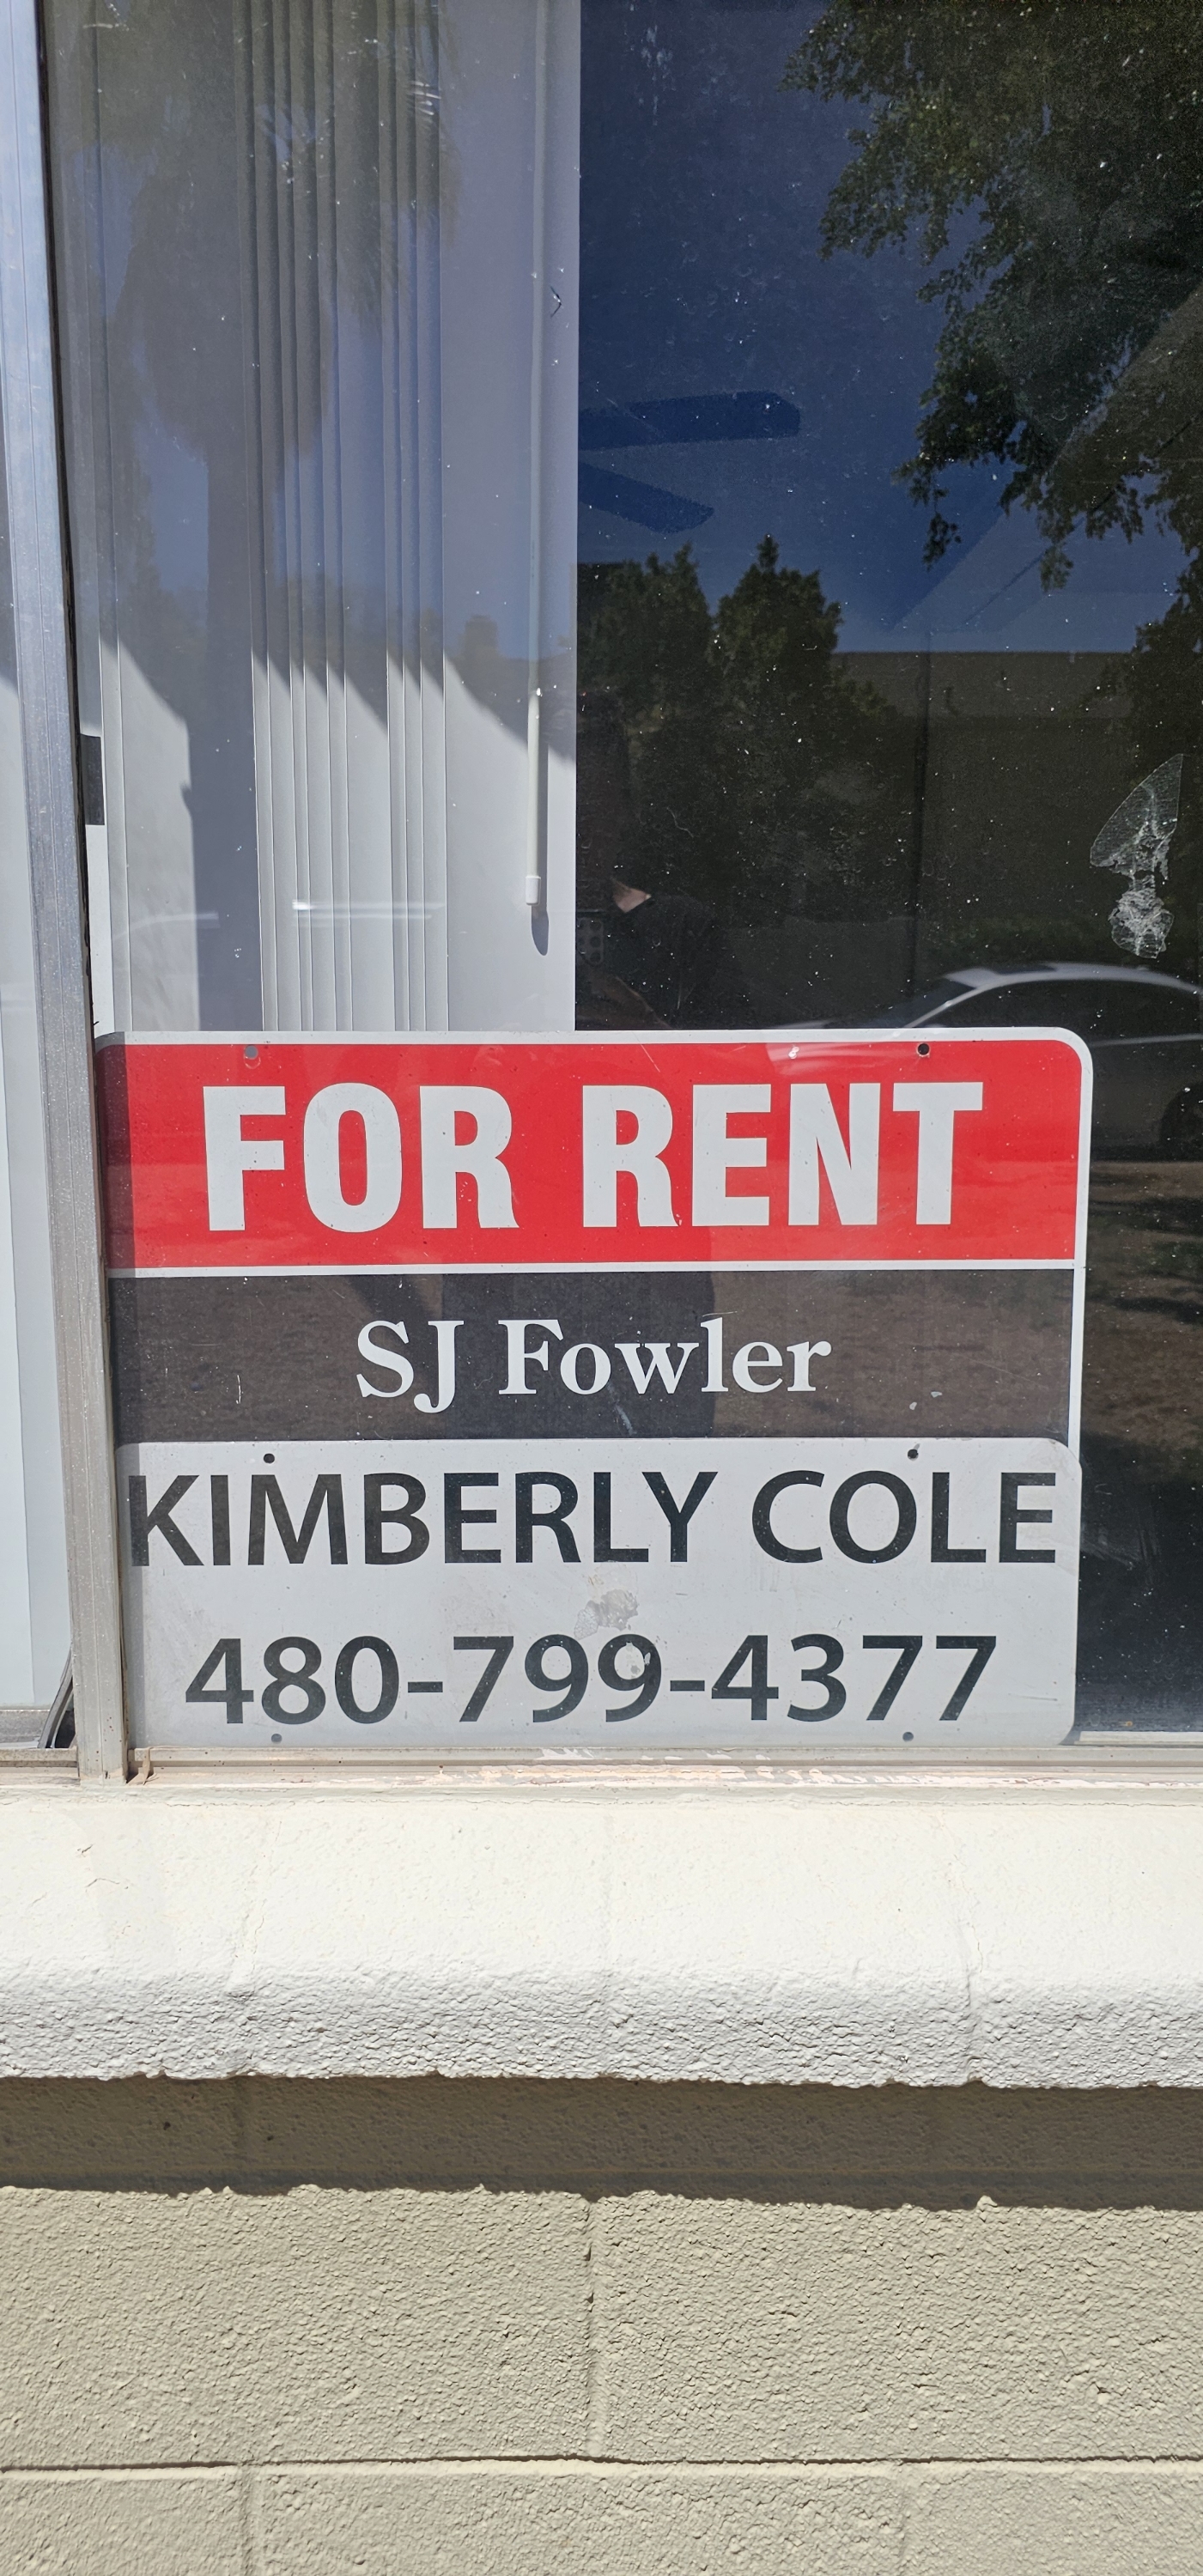 FOR RENT
SJ Fowler
KIMBERLY COLE
480-799-4377